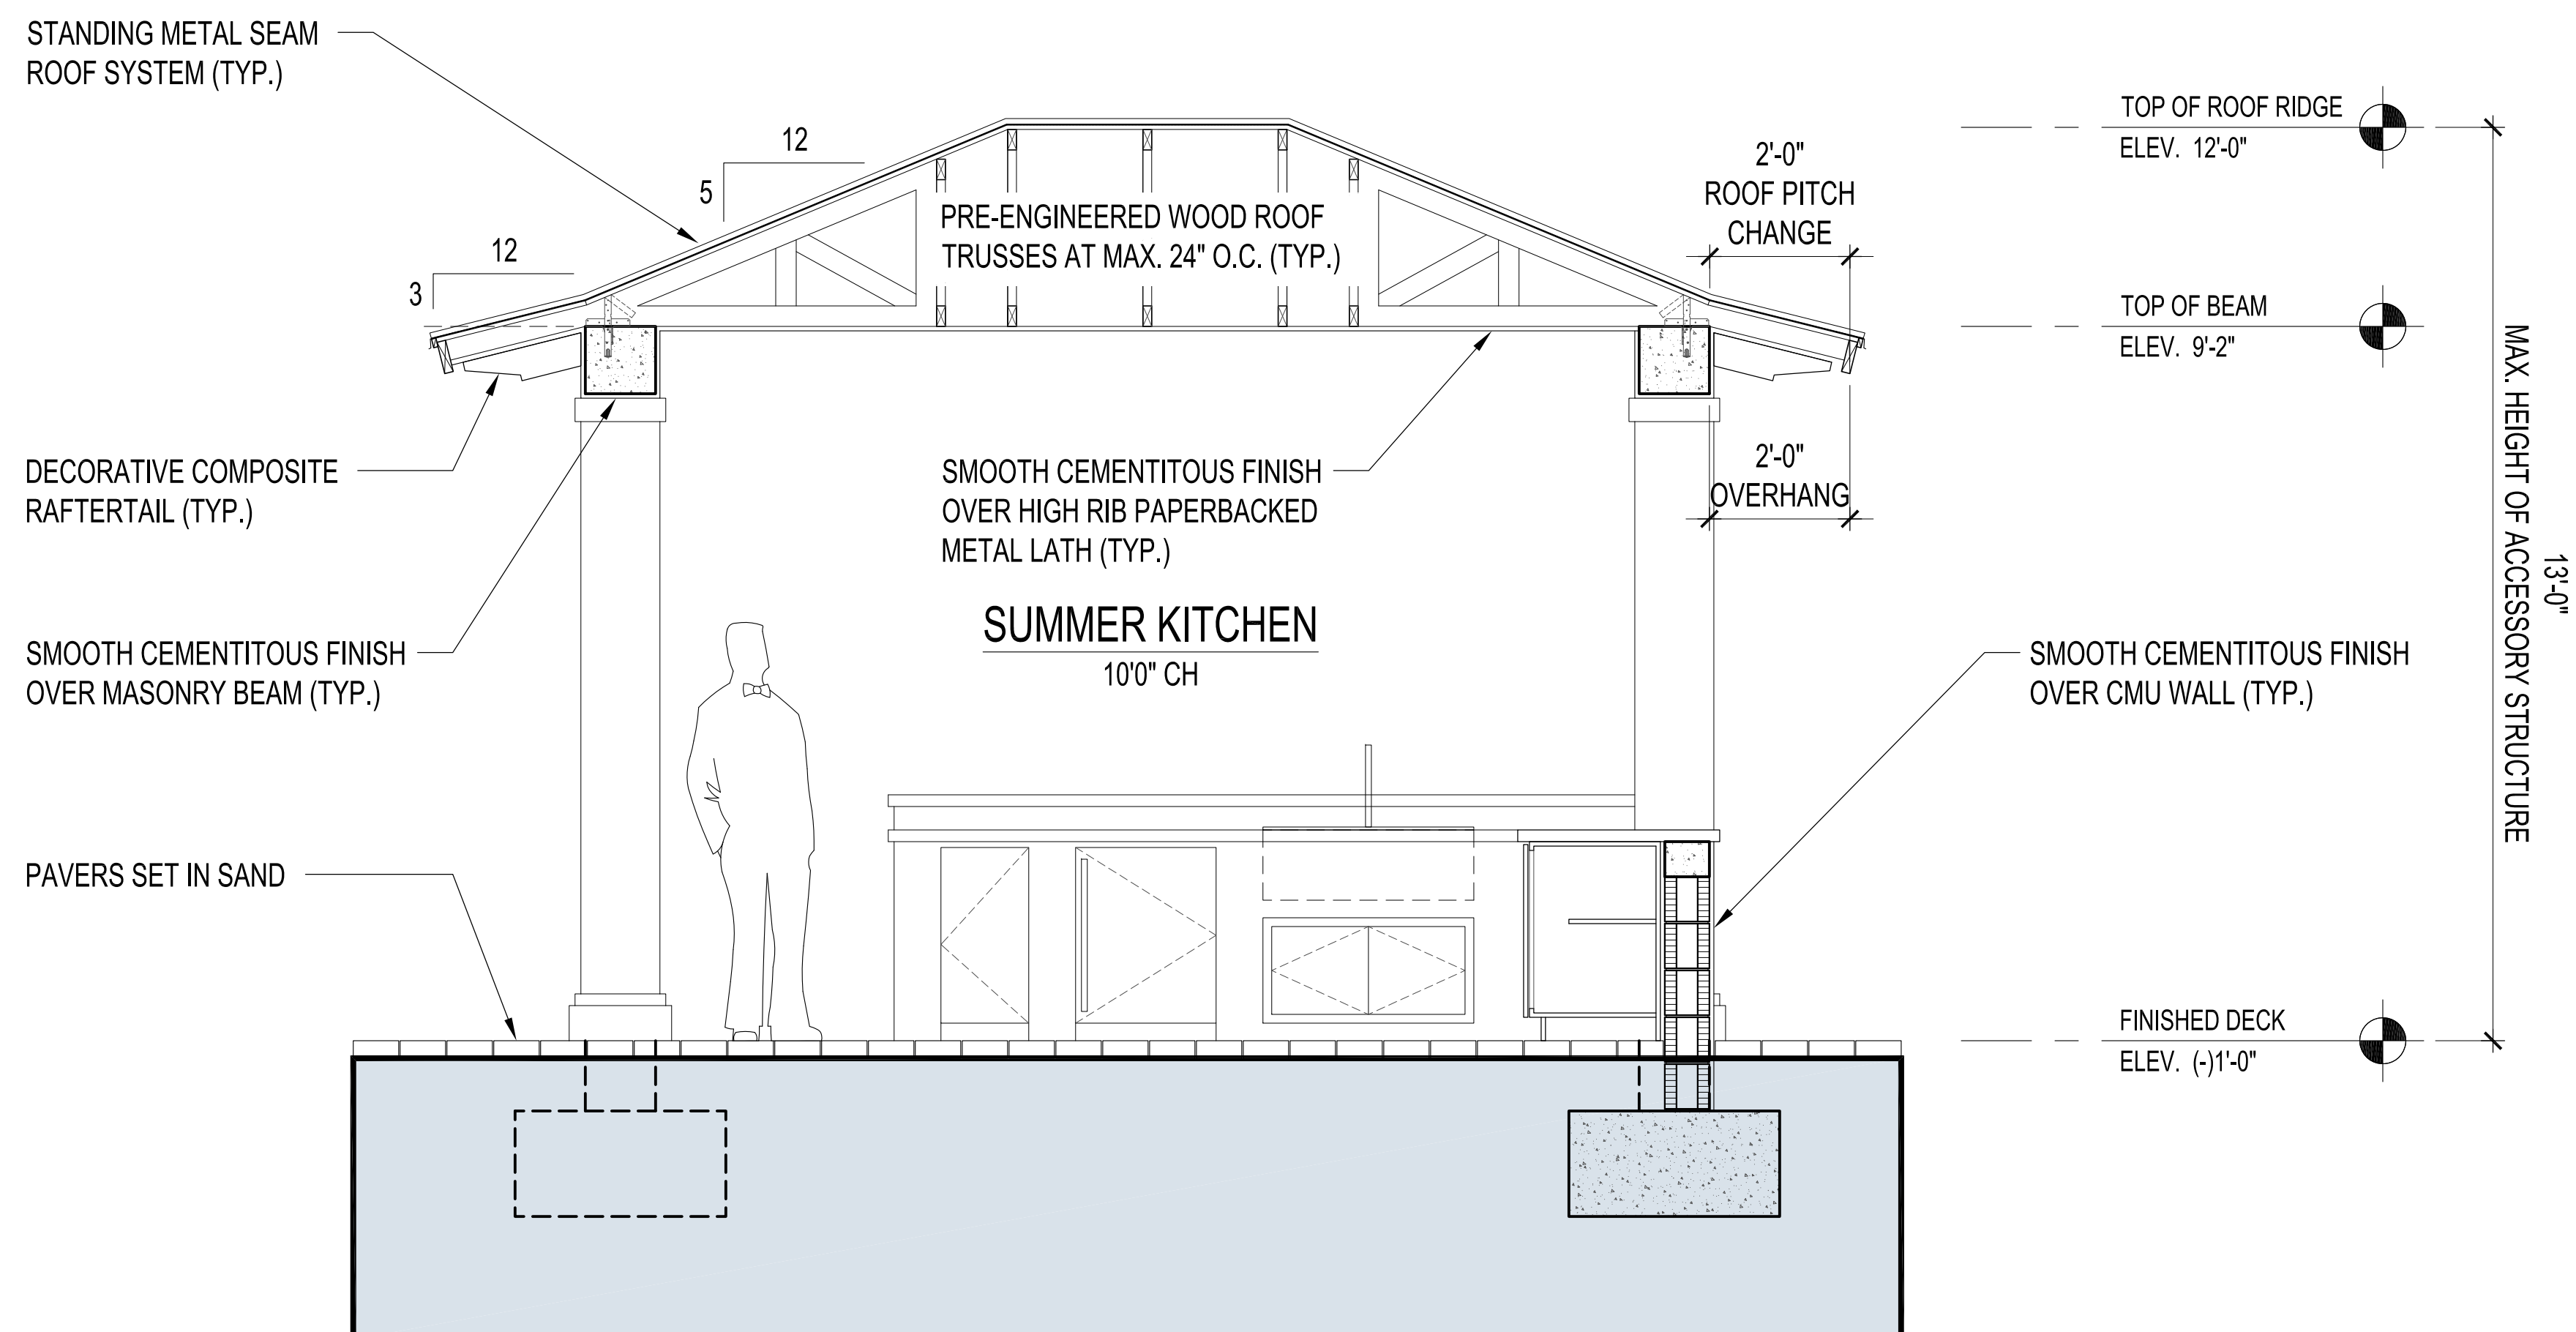 STANDING METAL SEAM
ROOF SYSTEM (TYP.)
12
5
12
3
PRE-ENGINEERED WOOD ROOF
TRUSSES AT MAX. 24" O.C. (TYP.)
2'-0"
ROOF PITCH
CHANGE
TOP OF ROOF RIDGE
ELEV. 12'-0"
TOP OF BEAM
ELEV. 9'-2"
DECORATIVE COMPOSITE
RAFTERTAIL (TYP.)
SMOOTH CEMENTITOUS FINISH
OVER HIGH RIB PAPERBACKED
METAL LATH (TYP.)
2'-0"
OVERHANG
13'-0"
MAX. HEIGHT OF ACCESSORY STRUCTURE
SUMMER KITCHEN
10'0" CH
SMOOTH CEMENTITOUS FINISH
OVER MASONRY BEAM (TYP.)
SMOOTH CEMENTITOUS FINISH
OVER CMU WALL (TYP.)
PAVERS SET IN SAND
FINISHED DECK
ELEV. (-)1'-0"